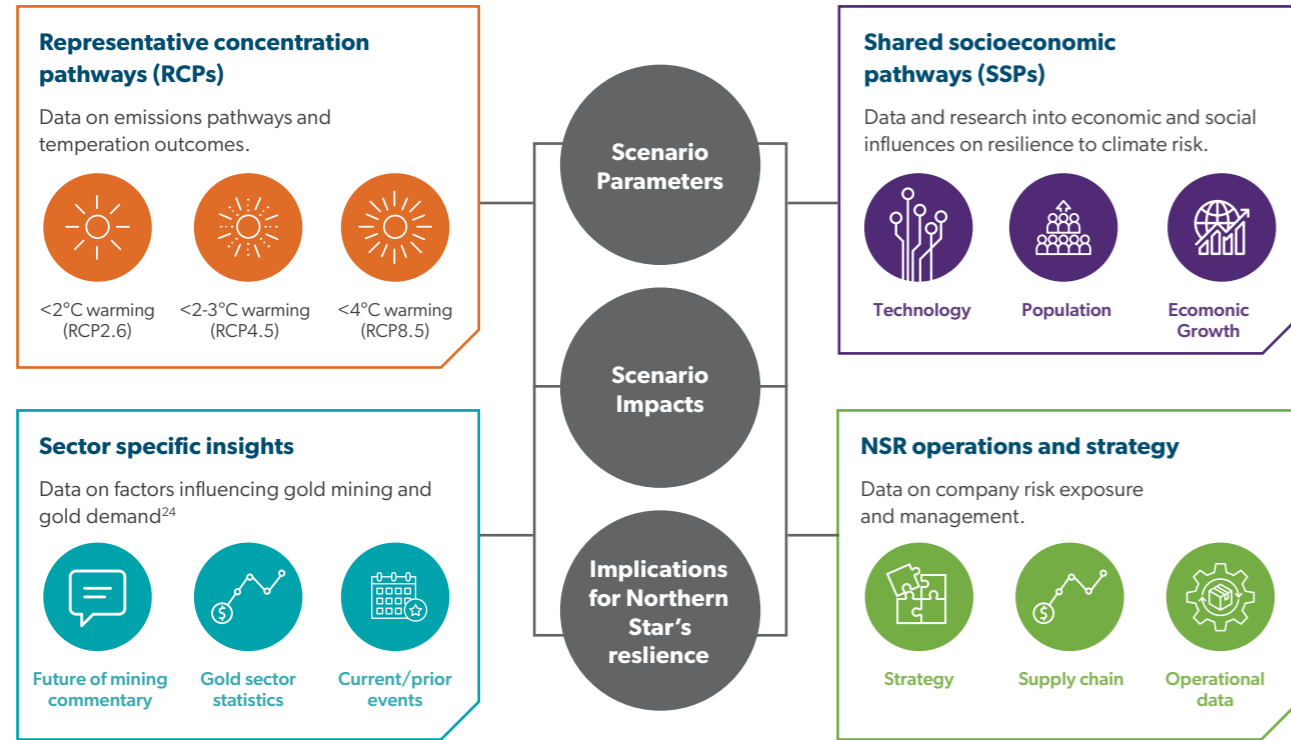 Representative concentration
pathways (RCPs)
Data on emissions pathways and
temperation outcomes.
<2°C warming
(RCP2.6)
<2-3°C warming
(RCP4.5)
<4°C warming
(RCP8.5)
Scenario
Parameters
Shared socioeconomic
pathways (SSPs)
Data and research into economic and social
influences on resilience to climate risk.
Technology
Population
Ecomonic
Growth
Scenario
Impacts
Sector specific insights
Data on factors influencing gold mining and
gold demand24
$
Future of mining
commentary
Gold sector
statistics
Current/prior
events
Implications
for Northern
Star's
reslience
NSR operations and strategy
Data on company risk exposure
and management.
$
Strategy
Supply chain
Operational
data